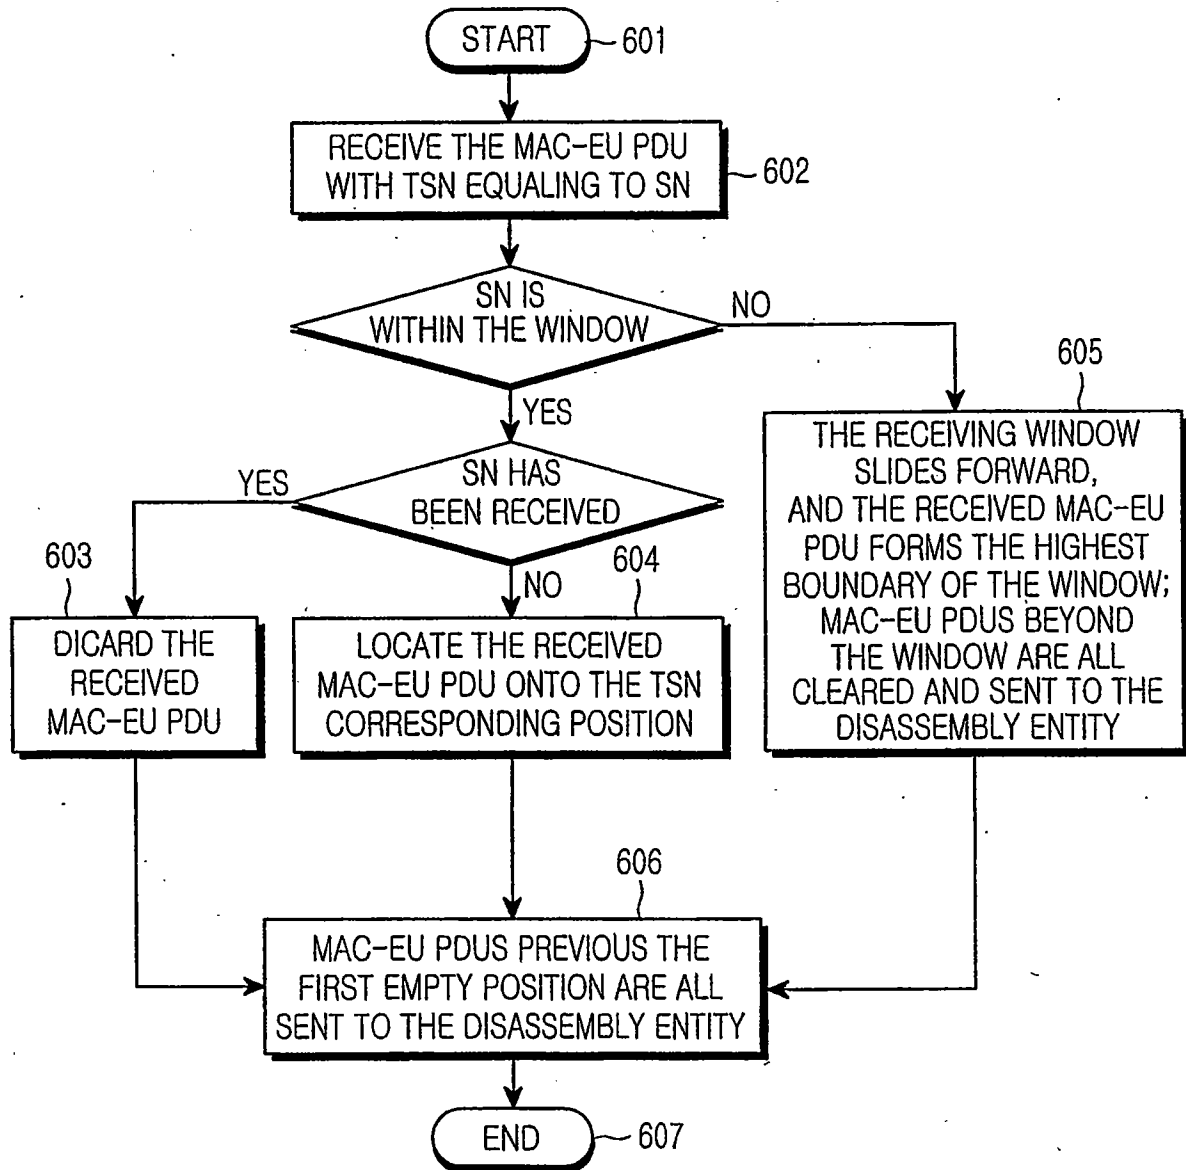 START
601
RECEIVE THE MAC-EU PDU
WITH TSN EQUALING TO SN
602
SN IS
WITHIN THE WINDOW
NO
YES
605
THE RECEIVING WINDOW
SLIDES FORWARD,
AND THE RECEIVED MAC-EU
PDU FORMS THE HIGHEST
BOUNDARY OF THE WINDOW;
MAC-EU PDUS BEYOND
THE WINDOW ARE ALL
CLEARED AND SENT TO THE
DISASSEMBLY ENTITY
SN HAS
BEEN RECEIVED
YES
NO
603
DICARD THE
RECEIVED
MAC-EU PDU
604
LOCATE THE RECEIVED
MAC-EU PDU ONTO THE TSN
CORRESPONDING POSITION
606
MAC-EU PDUS PREVIOUS THE
FIRST EMPTY POSITION ARE ALL
SENT TO THE DISASSEMBLY ENTITY
END
607